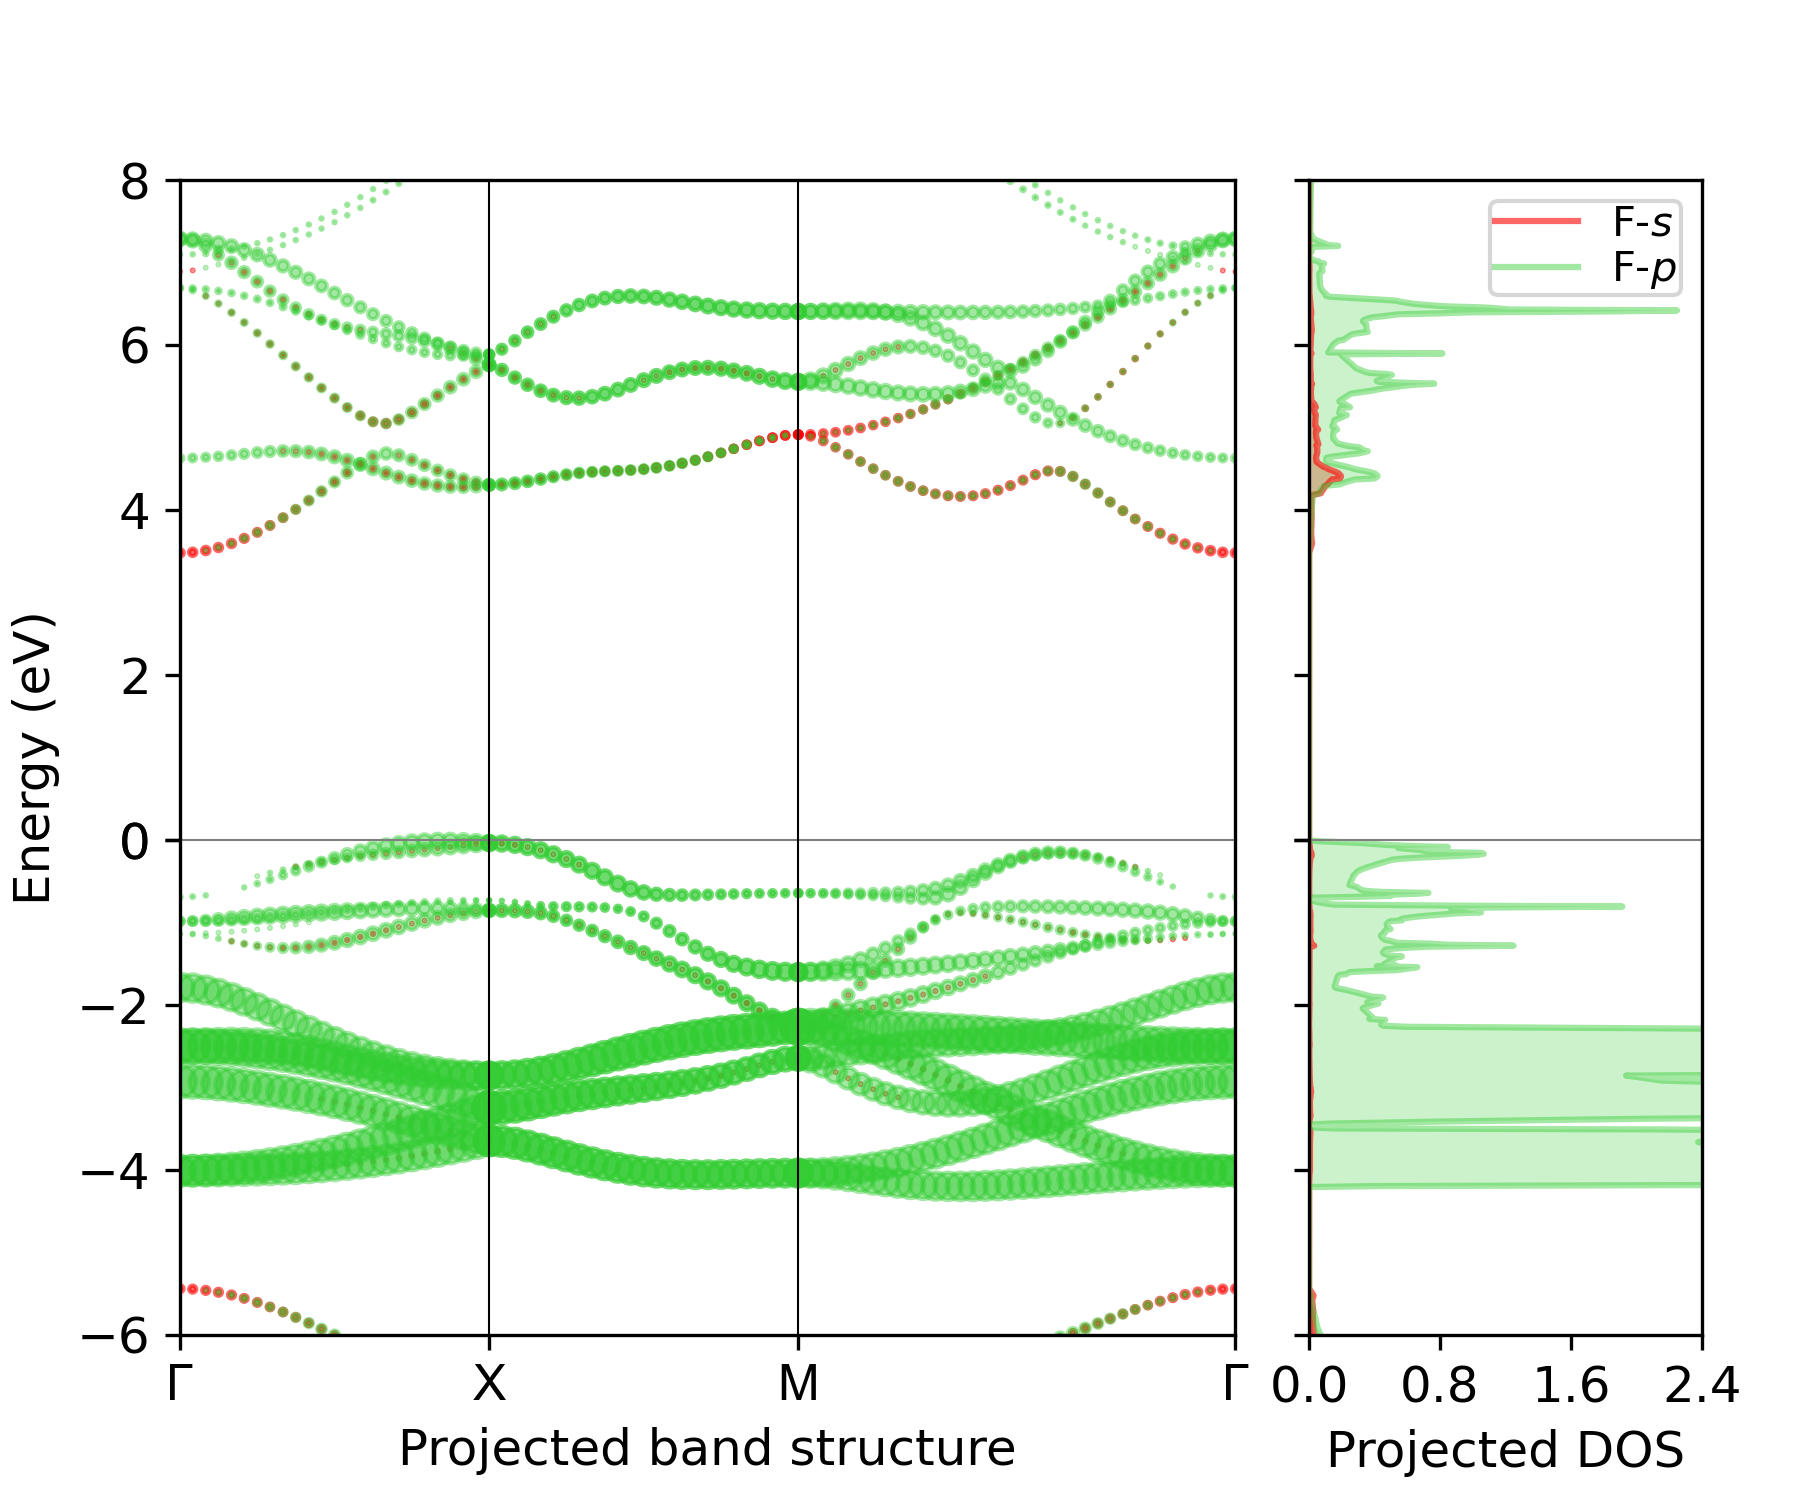 8
6
4
2
0
−2
−4
−6
Energy (eV)
Γ X M Γ
Projected band structure
F-s
F-p
0.0 0.8 1.6 2.4
Projected DOS